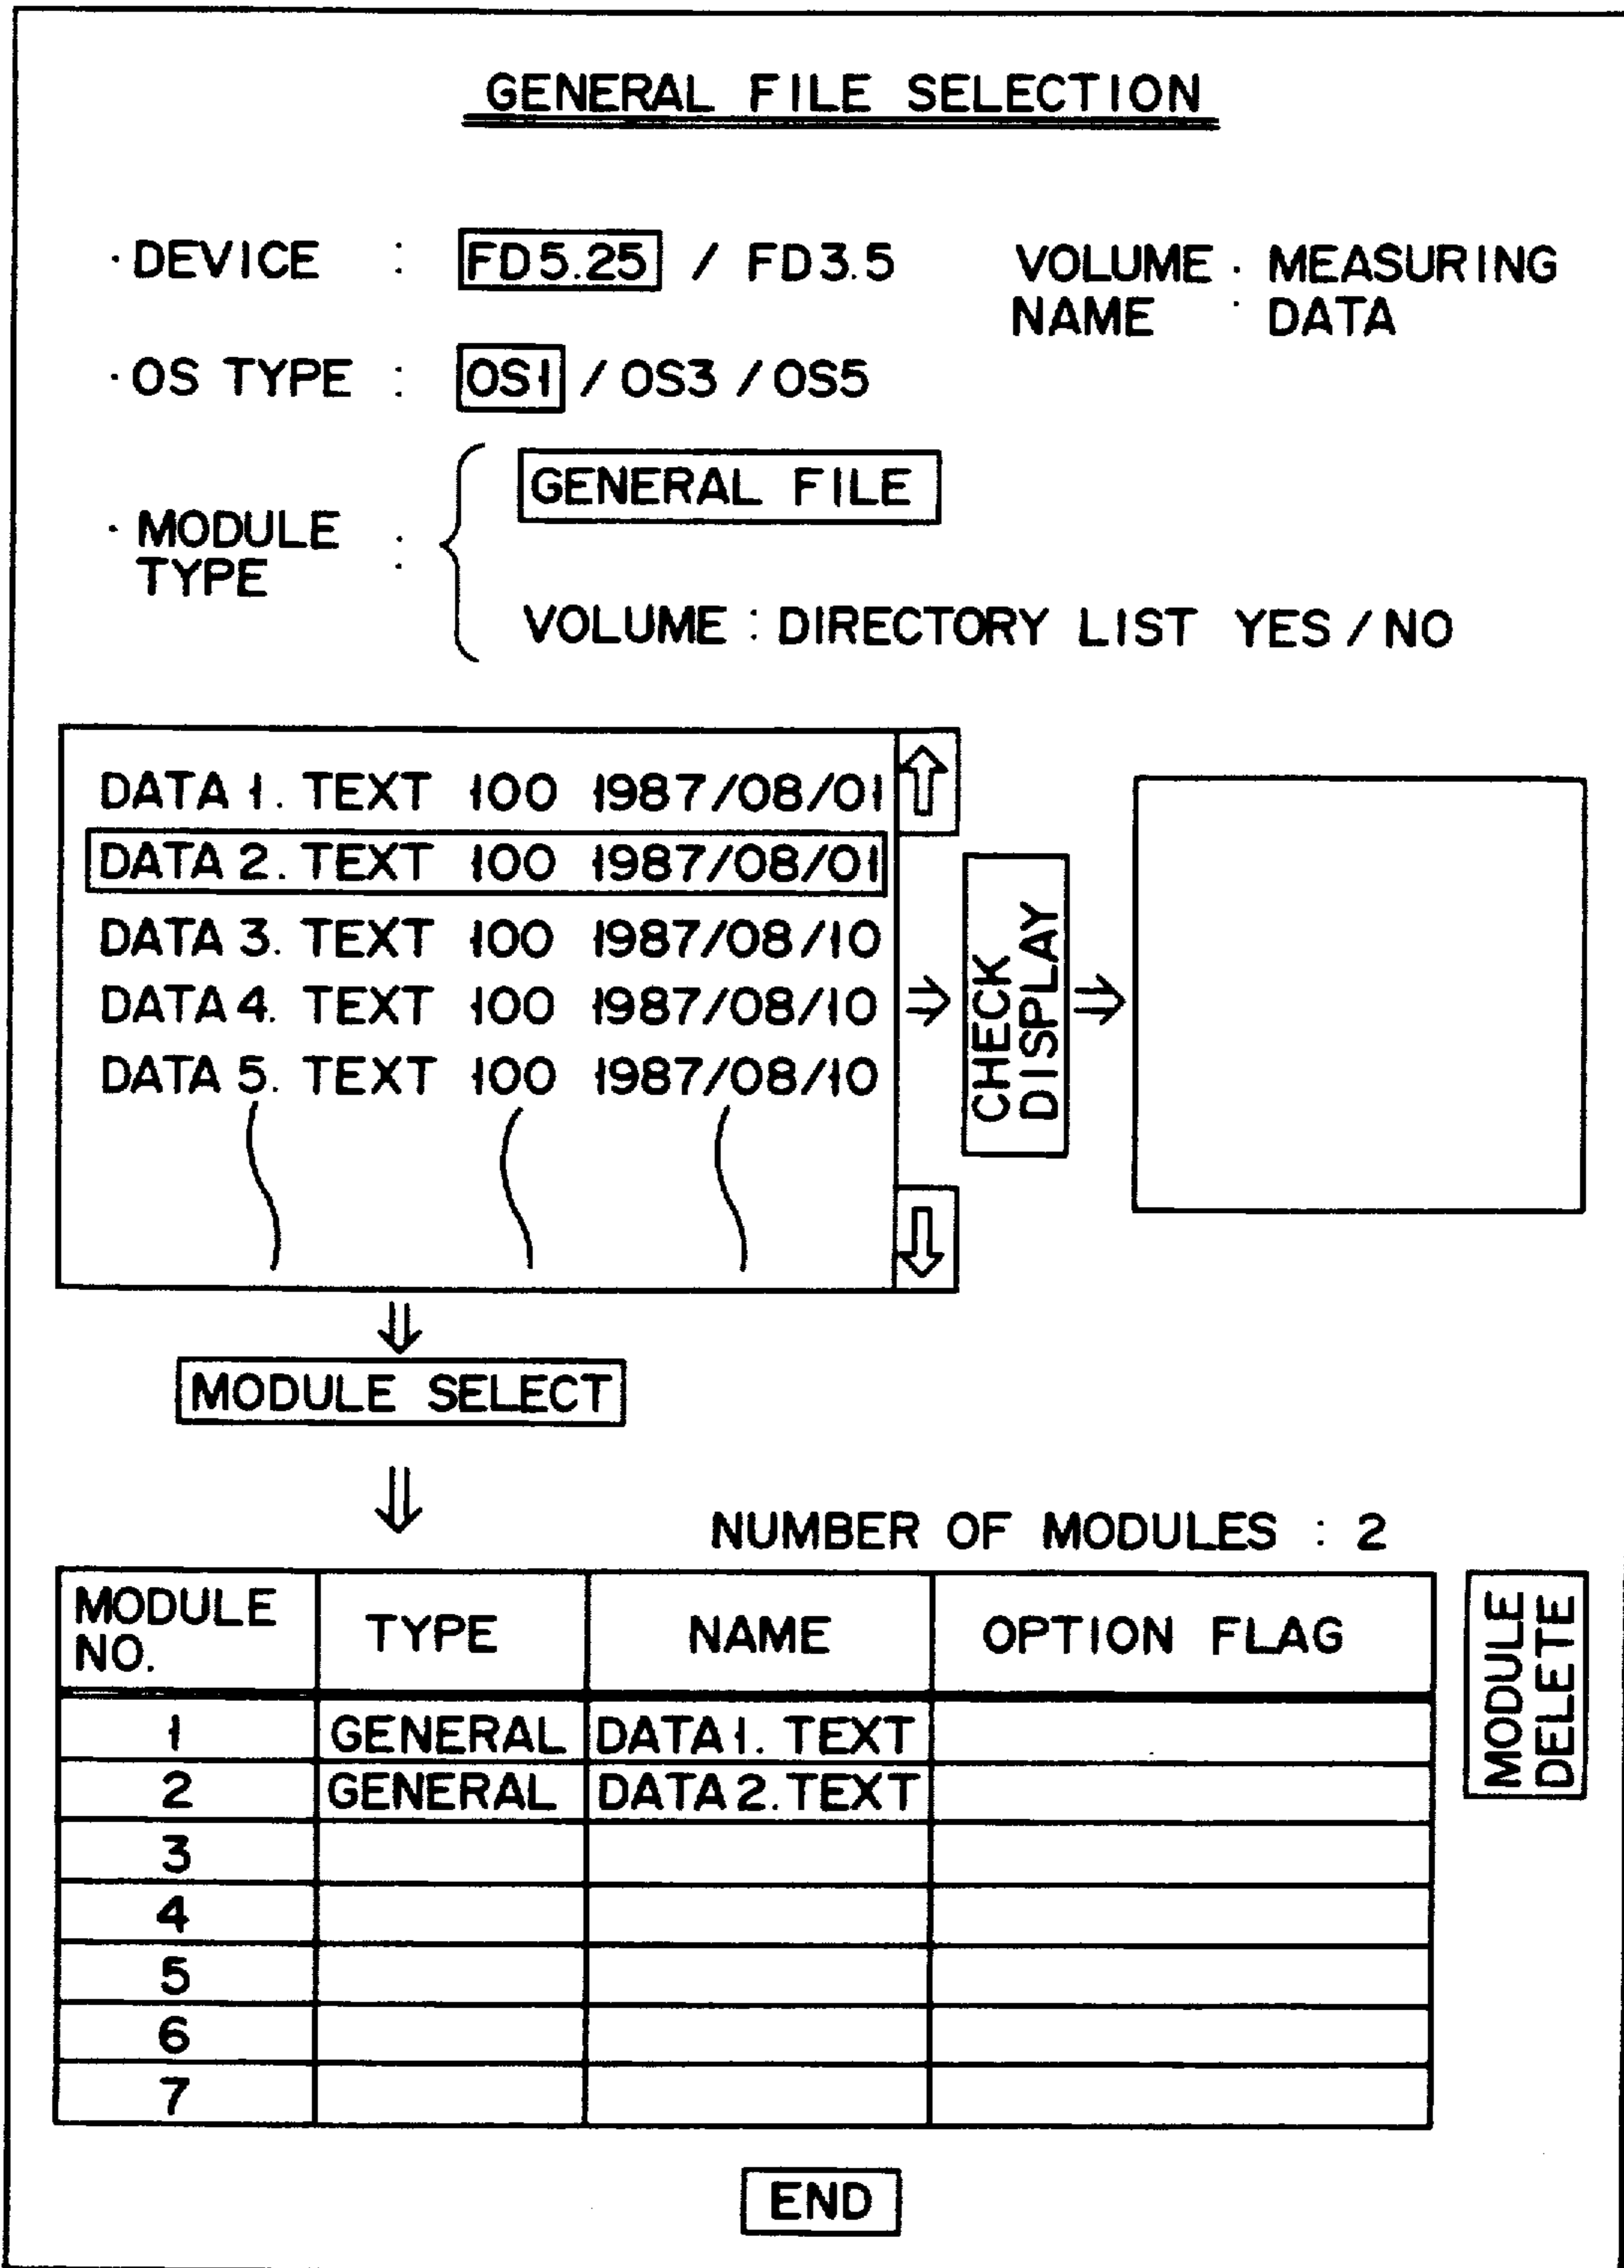 GENERAL FILE SELECTION
· DEVICE : FD5.25 / FD3.5 VOLUME NAME : MEASURING DATA
· OS TYPE : OS1 / OS3 / OS5
· MODULE TYPE :
GENERAL FILE
VOLUME : DIRECTORY LIST YES / NO
DATA 1. TEXT 100 1987/08/01
DATA 2. TEXT 100 1987/08/01
DATA 3. TEXT 100 1987/08/10
DATA 4. TEXT 100 1987/08/10
DATA 5. TEXT 100 1987/08/10
CHECK
DISPLAY
MODULE SELECT
NUMBER OF MODULES : 2
MODULE NO. TYPE NAME OPTION FLAG
1 GENERAL DATA 1. TEXT
2 GENERAL DATA 2. TEXT
3
4
5
6
7
MODULE
DELETE
END